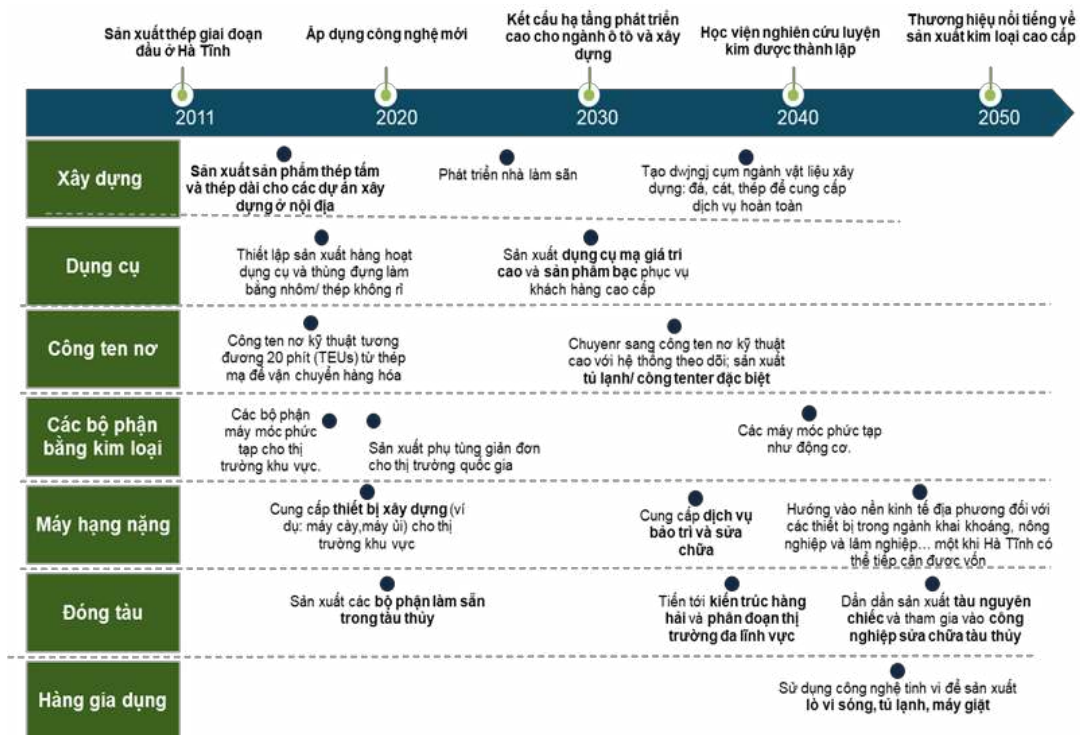 Sản xuất thép giai đoạn
đầu ở Hà Tĩnh
Áp dụng công nghệ mới
Kết cấu hạ tầng phát triển
cao cho ngành ô tô và xây
dựng
Học viện nghiên cứu luyện
kim được thành lập
Thương hiệu nổi tiếng về
sản xuất kim loại cao cấp
2011
2020
2030
2040
2050
Xây dựng
Sản xuất sản phẩm thép tấm
và thép dài cho các dự án xây
dựng ở nội địa
Phát triển nhà làm sẵn
Tạo dwjngj cụm ngành vật liệu xây
dựng: đá, cát, thép để cung cấp
dịch vụ hoàn toàn
Dụng cụ
Thiết lập sản xuất hàng hoạt
dụng cụ và thùng đựng làm
bằng nhôm/ thép không rỉ
Sản xuất dụng cụ mạ giá trị
cao và sản phẩm bạc phục vụ
khách hàng cao cấp
Công ten nơ
Công ten nơ kỹ thuật tương
đương 20 phít (TEUs) từ thép
mạ để vận chuyển hàng hóa
Chuyenr sang công ten nơ kỹ thuật
cao với hệ thống theo dõi; sản xuất
tủ lạnh/ công tenter đặc biệt
Các bộ phận
bằng kim loại
Các bộ phận
máy móc phức
tạp cho thị
trường khu vực.
Sản xuất phụ tùng giản đơn
cho thị trường quốc gia
Các máy móc phức tạp
như động cơ.
Máy hạng nặng
Cung cấp thiết bị xây dựng (ví
dụ: máy cày,máy ủi) cho thị
trường khu vực
Cung cấp dịch vụ
bảo trì và sửa
chữa
Hướng vào nền kinh tế địa phương đối với
các thiết bị trong ngành khai khoáng, nông
nghiệp và lâm nghiệp... một khi Hà Tĩnh có
thể tiếp cận được vốn
Đóng tàu
Sản xuất các bộ phận làm sẵn
trong tàu thủy
Tiến tới kiến trúc hàng
hải và phân đoạn thị
trường đa lĩnh vực
Dần dần sản xuất tàu nguyên
chiếc và tham gia vào công
nghiệp sửa chữa tàu thủy
Hàng gia dụng
Sử dụng công nghệ tinh vi để sản xuất
lò vi sóng, tủ lạnh, máy giặt